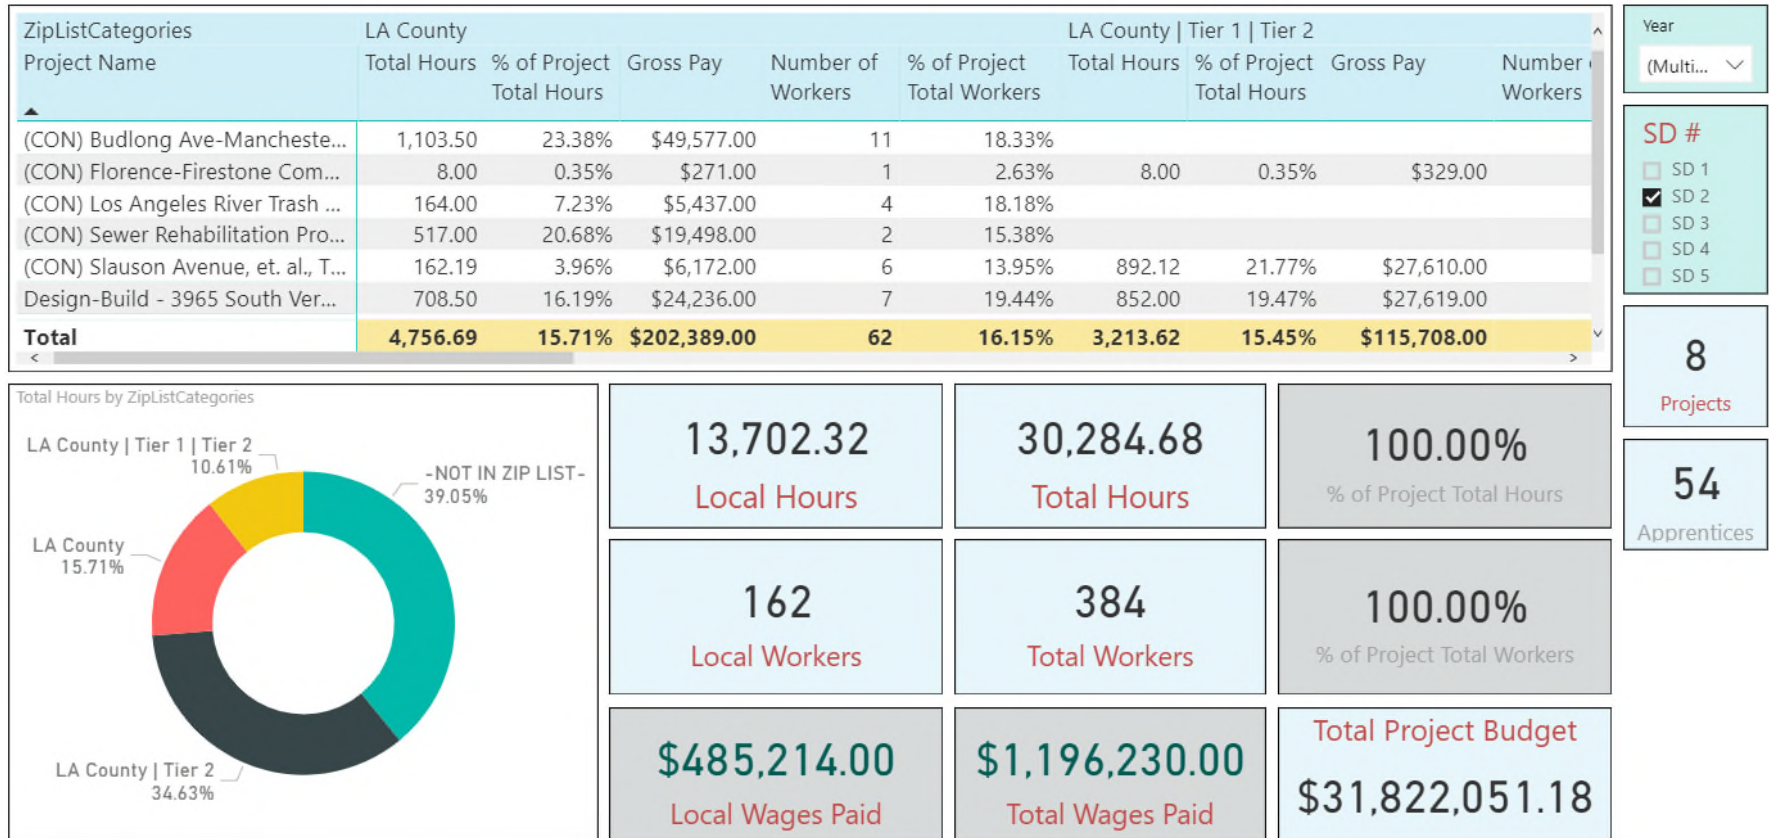 ZipListCategories LA County LA County | Tier 1 | Tier 2
Project Name Total Hours % of Project Total Hours Gross Pay Number of Workers % of Project Total Workers Total Hours % of Project Total Hours Gross Pay Number Workers
(CON) Budlong Ave-Mancheste... 1,103.50 23.38% $49,577.00 11 18.33%
(CON) Florence-Firestone Com... 8.00 0.35% $271.00 1 2.63% 8.00 0.35% $329.00
(CON) Los Angeles River Trash ... 164.00 7.23% $5,437.00 4 18.18%
(CON) Sewer Rehabilitation Pro... 517.00 20.68% $19,498.00 2 15.38%
(CON) Slauson Avenue, et. al., T... 162.19 3.96% $6,172.00 6 13.95% 892.12 21.77% $27,610.00
Design-Build - 3965 South Ver... 708.50 16.19% $24,236.00 7 19.44% 852.00 19.47% $27,619.00
Total 4,756.69 15.71% $202,389.00 62 16.15% 3,213.62 15.45% $115,708.00
Year
(Multi...
SD #
SD 1
SD 2
SD 3
SD 4
SD 5
8
Projects
54
Apprentices
Total Hours by ZipListCategories
LA County | Tier 1 | Tier 2
10.61%
-NOT IN ZIP LIST-
39.05%
LA County
15.71%
LA County | Tier 2
34.63%
13,702.32
Local Hours
30,284.68
Total Hours
100.00%
% of Project Total Hours
162
Local Workers
384
Total Workers
100.00%
% of Project Total Workers
$485,214.00
Local Wages Paid
$1,196,230.00
Total Wages Paid
Total Project Budget
$31,822,051.18